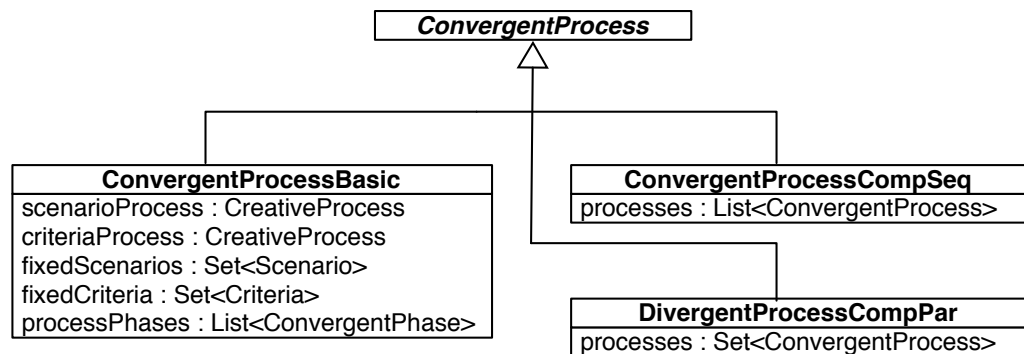 ConvergentProcess
ConvergentProcessBasic
scenarioProcess : CreativeProcess
criteriaProcess : CreativeProcess
fixedScenarios : Set<Scenario>
fixedCriteria : Set<Criteria>
processPhases : List<ConvergentPhase>
ConvergentProcessCompSeq
processes : List<ConvergentProcess>
DivergentProcessCompPar
processes : Set<ConvergentProcess>